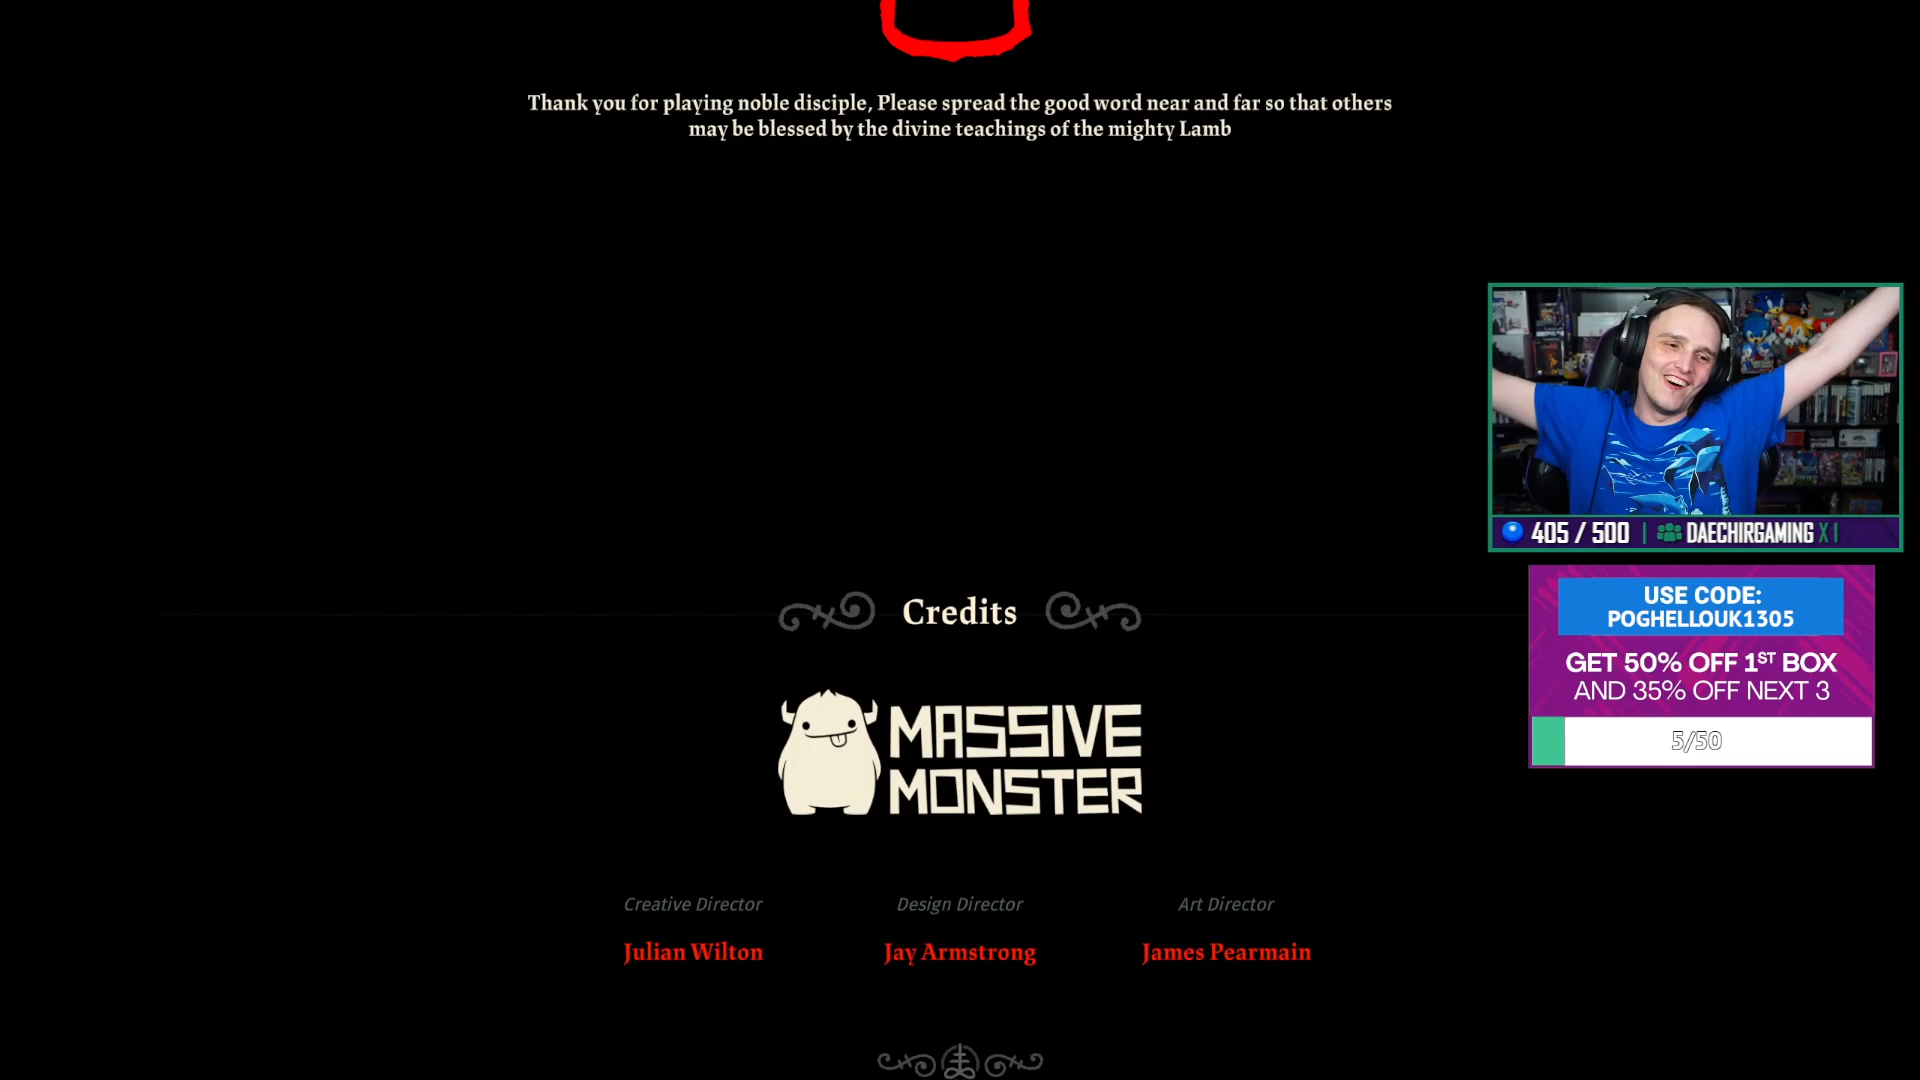 Thank you for playing noble disciple, Please spread the good word near and far so that others
may be blessed by the divine teachings of the mighty Lamb
405 / 500 | DAECHIRGAMING X 1
USE CODE:
POGHELLOUK1305
GET 50% OFF 1ST BOX
AND 35% OFF NEXT 3
5/50
Credits
MASSIVE
MONSTER
Creative Director
Design Director
Art Director
Julian Wilton
Jay Armstrong
James Pearmain